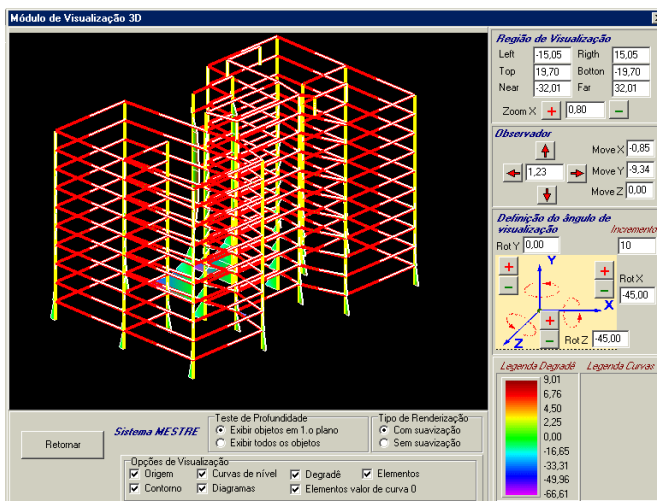 Módulo de Visualização 3D
Região de Visualização
Left -15,05 Rigth 15,05
Top 19,70 Botton -19,70
Near -32,01 Far 32,01
Zoom X + 0,80 -
Observador
Move X -0,85
1,23 Move Y -9,34
Move Z 0,00
Definição do ângulo de
visualização Incremento
Rot Y 0,00 10
+ Y +
- Rot X
- -45,00
X
+
Z - Rot Z -45,00
Legenda Degradê Legenda Curvas
9,01
6,76
4,50
2,25
0,00
-16,65
-33,31
-49,96
-66,61
Retornar
Sistema MESTRE
Teste de Profundidade
Exibir objetos em 1.o plano
Exibir todos os objetos
Tipo de Renderização
Com suavização
Sem suavização
Opções de Visualização
Origem Curvas de nível Degradê Elementos
Contorno Diagramas Elementos valor de curva 0